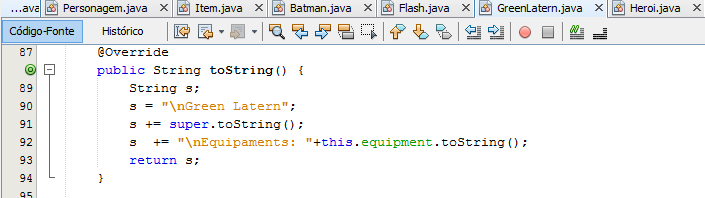 ...ava Personagem.java Item.java Batman.java Flash.java GreenLatern.java Heroi.java
Código-Fonte Histórico
87 @Override
public String toString() {
89 String s;
90 s = "\nGreen Latern";
91 s += super.toString();
92 s += "\nEquipaments: "+this.equipment.toString();
93 return s;
94 }
95